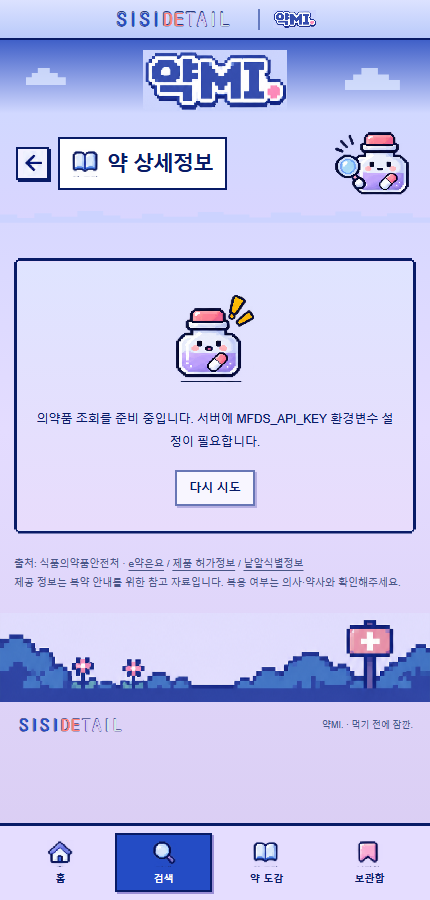 SISIDETAIL 약MI.
약MI.
약 상세정보
의약품 조회를 준비 중입니다. 서버에 MFDS_API_KEY 환경변수 설
정이 필요합니다.
다시 시도
출처: 식품의약품안전처 · e약은요 / 제품 허가정보 / 낱알식별정보
제공 정보는 복약 안내를 위한 참고 자료입니다. 복용 여부는 의사·약사와 확인해주세요.
SISIDETAIL 약MI. · 먹기 전에 잠깐.
홈 검색 약 도감 보관함